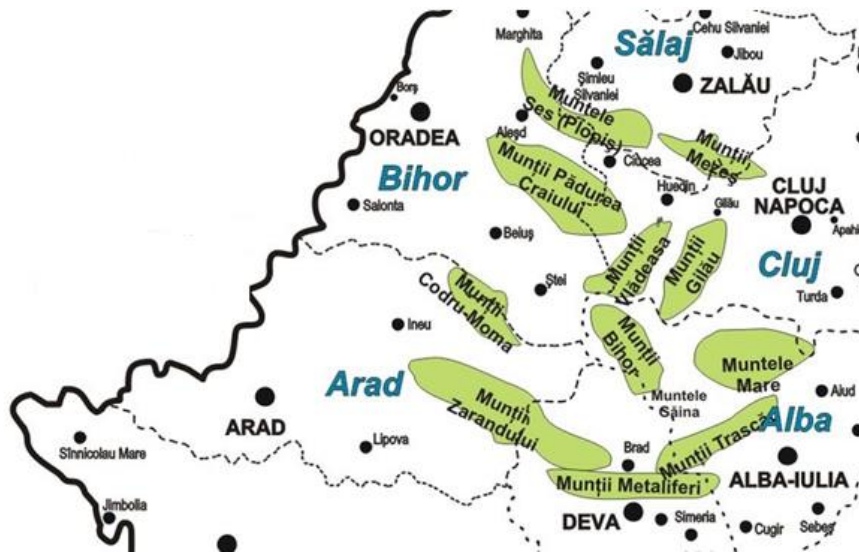 Marghita
Cehu Silvaniei
Sălaj
Jibou
Șimleu
Silvaniei
ZALĂU
Borș
ORADEA
Muntele
Ses (Plopiș)
Aleșd
Ciucea
Munții
Meseș
Bihor
Munții Pădurea
Craiului
Huedin
CLUJ
NAPOCA
Salonta
Gilău
Apahi
Beiuș
Munții
Vlădeasa
Munții
Gilău
Cluj
Munții
Codru-Moma
Ștei
Turda
Ineu
Munții
Bihor
Muntele
Mare
Arad
Aiud
ARAD
Munții
Zarandului
Muntele
Găina
Alba
Sînnicolau Mare
Lipova
Brad
Munții Trască
ALBA-IULIA
Munții Metaliferi
Jimbolia
DEVA
Simeria
Cugir
Sebeș